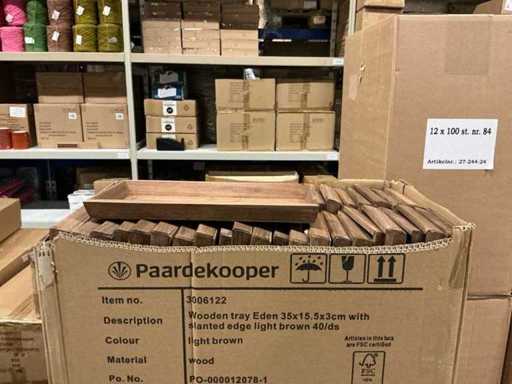 12 x 100 st. nr. 84
Artikelnr.: 27-244-24
Paardekooper
Item no. 3006122
Description Wooden tray Eden 35x15.5x3cm with
slanted edge light brown 40/ds
Colour light brown
Articles in this box
are FSC certified
Material wood
FSC
Po. No. PO-000012078-1